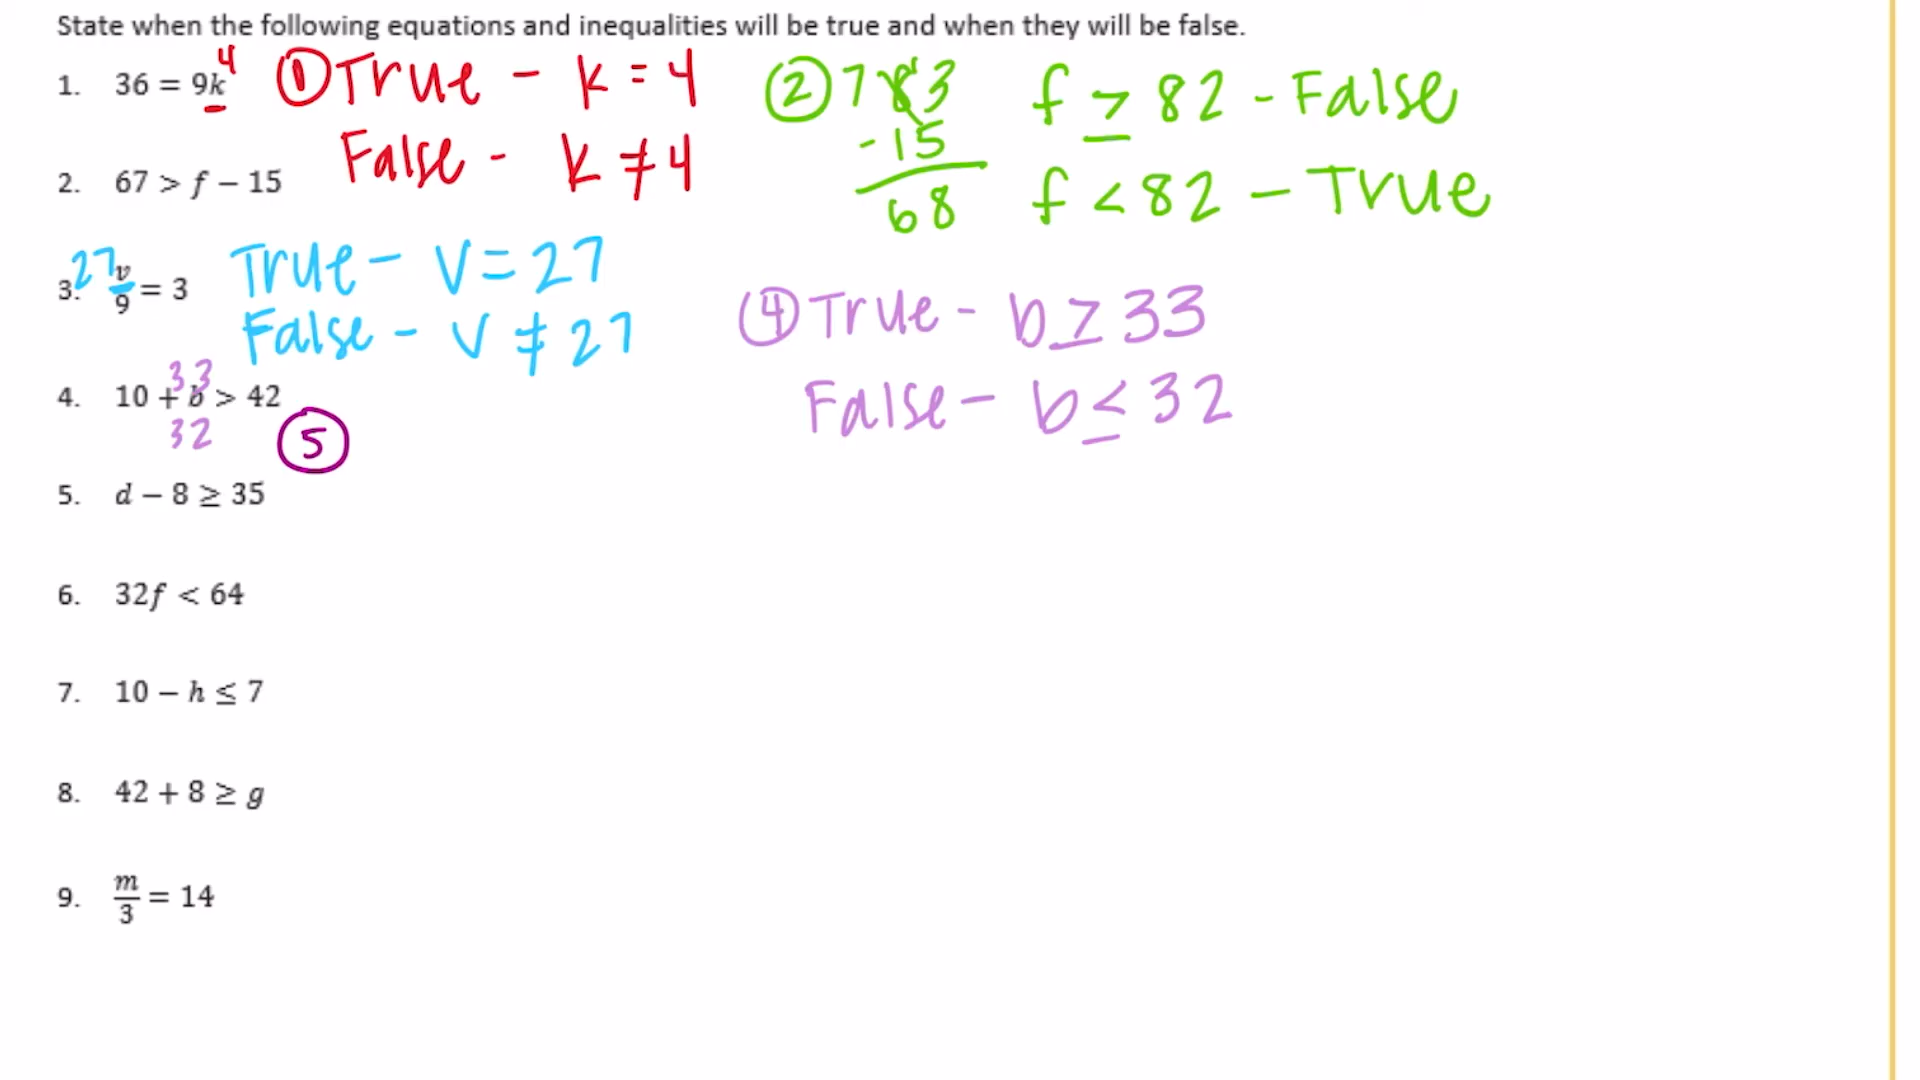 State when the following equations and inequalities will be true and when they will be false.
1. 36 = 9k 4
① True - k = 4
False - k ≠ 4
② 7 8 3
- 15
68
f ≥ 82 - False
f < 82 - True
2. 67 > f − 15
3. v/9 = 3
27
True - v = 27
False - v ≠ 27
④ True - b ≥ 33
False - b ≤ 32
33
4. 10 + b > 42
32
⑤
5. d − 8 ≥ 35
6. 32f < 64
7. 10 − h ≤ 7
8. 42 + 8 ≥ g
9. m/3 = 14